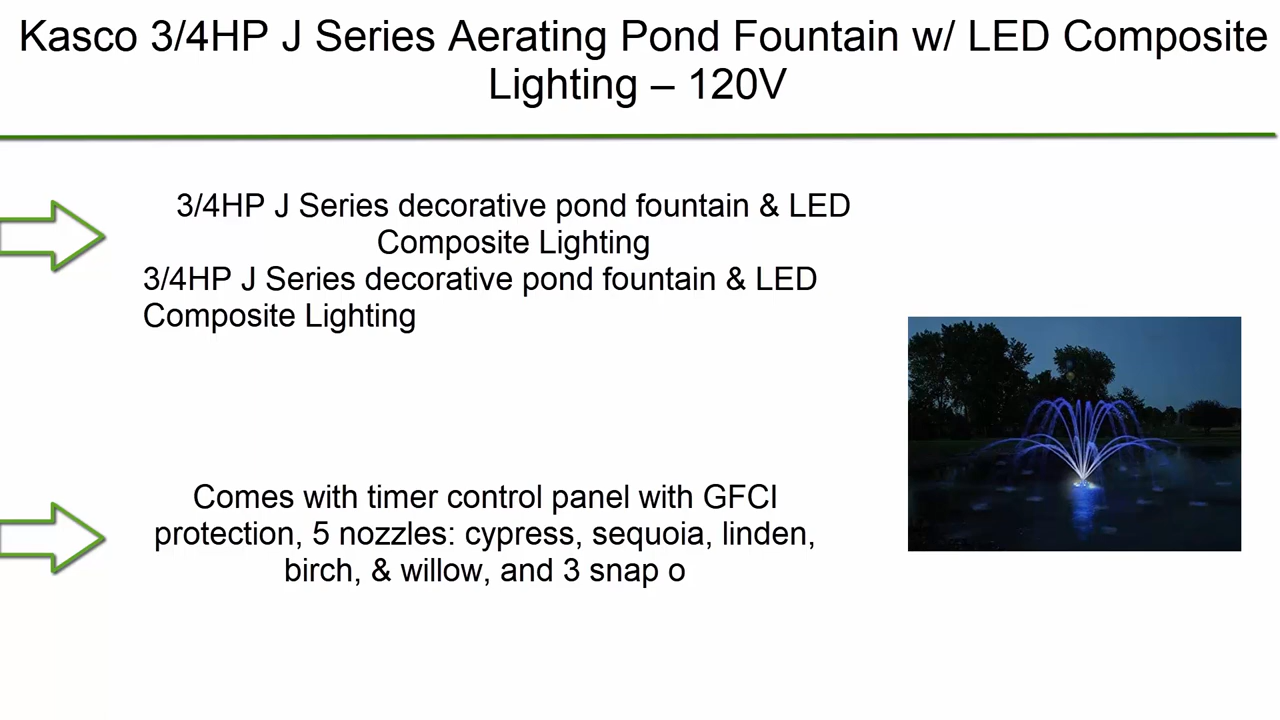 Kasco 3/4HP J Series Aerating Pond Fountain w/ LED Composite
Lighting – 120V
3/4HP J Series decorative pond fountain & LED
Composite Lighting
3/4HP J Series decorative pond fountain & LED
Composite Lighting
Comes with timer control panel with GFCI
protection, 5 nozzles: cypress, sequoia, linden,
birch, & willow, and 3 snap o